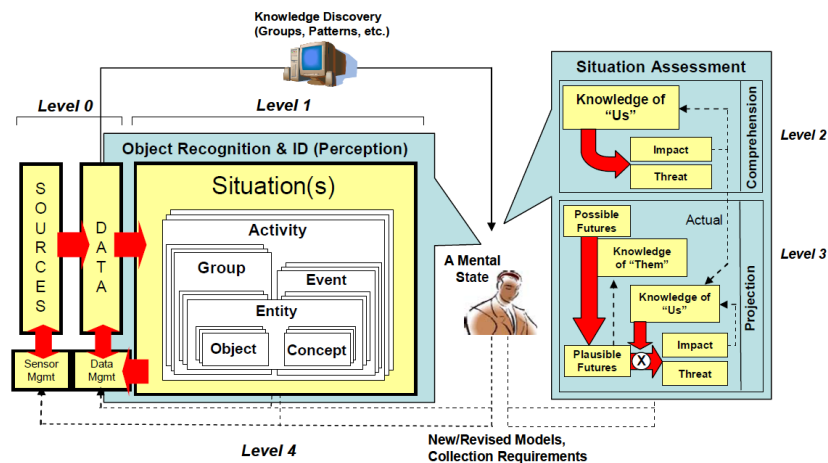 Knowledge Discovery
(Groups, Patterns, etc.)
Level 0
Level 1
Object Recognition & ID (Perception)
SOURCES
DATA
Situation(s)
Activity
Group
Event
Entity
Object
Concept
Sensor
Mgmt
Data
Mgmt
A Mental
State
Situation Assessment
Knowledge of
“Us”
Impact
Threat
Comprehension
Level 2
Possible
Futures
Actual
Knowledge
of “Them”
Knowledge of
“Us”
Plausible
Futures
X
Impact
Threat
Projection
Level 3
Level 4
New/Revised Models,
Collection Requirements